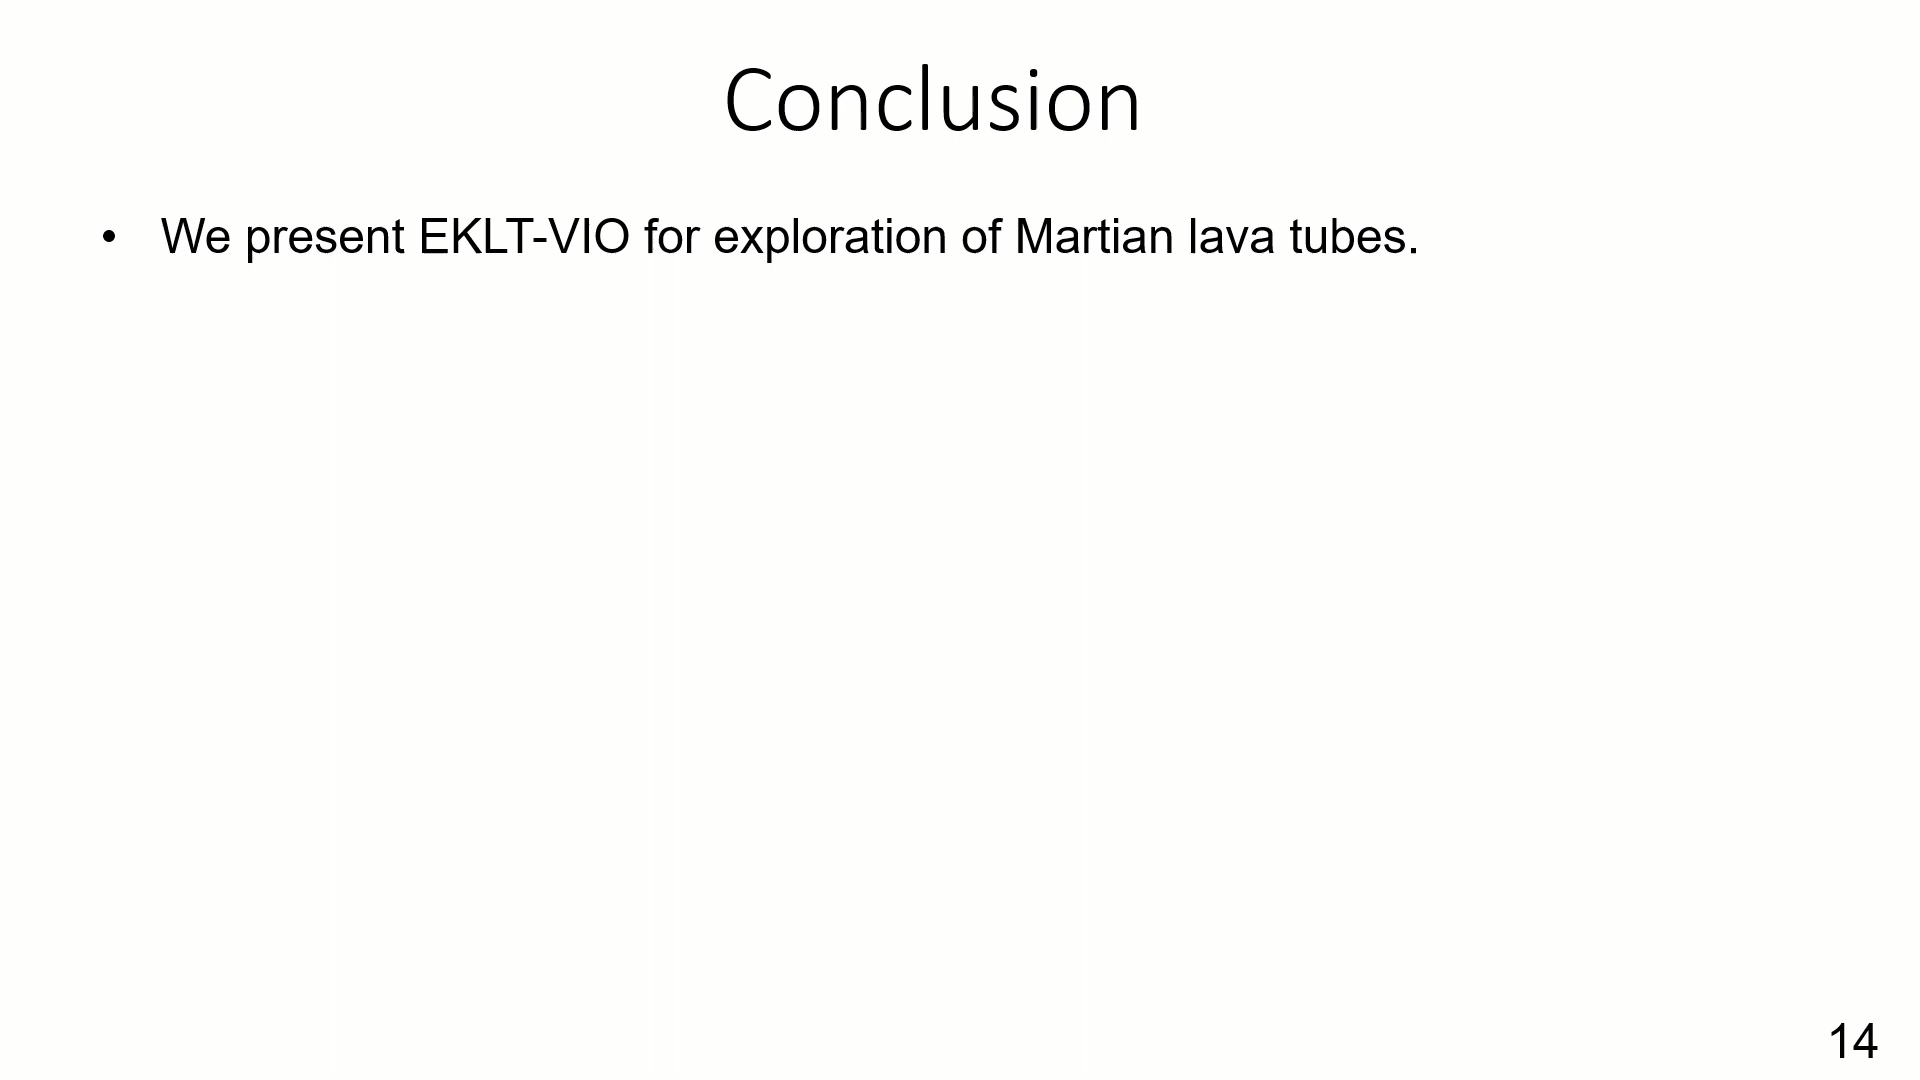 Conclusion
• We present EKLT-VIO for exploration of Martian lava tubes.
14